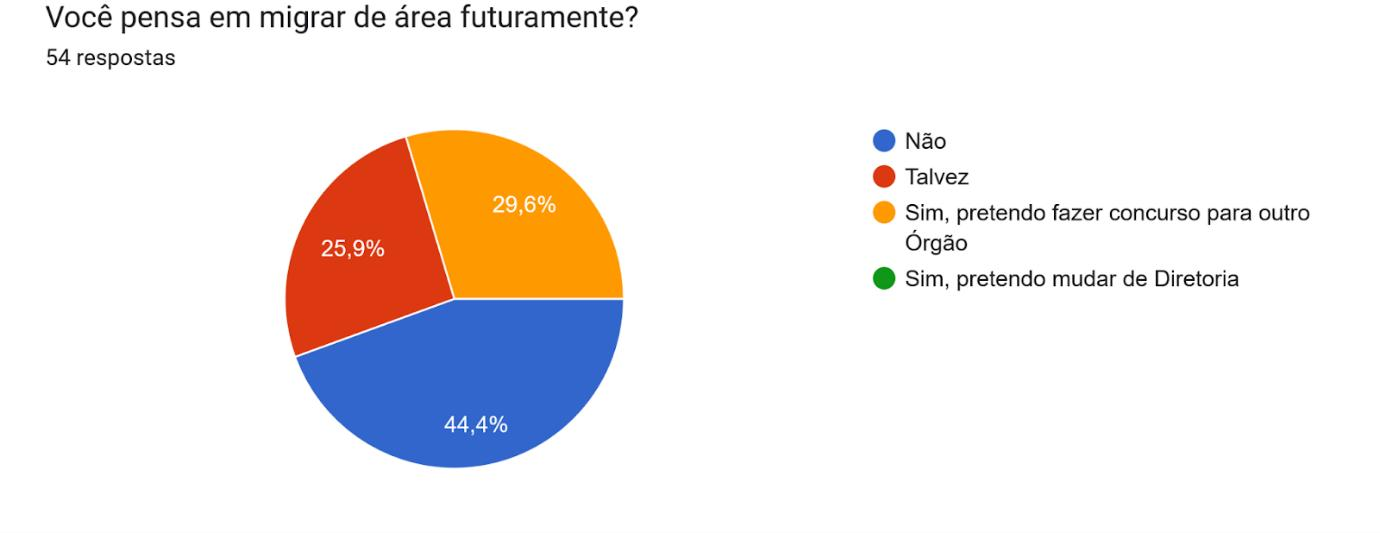 Você pensa em migrar de área futuramente?
54 respostas
29,6%
25,9%
44,4%
Não
Talvez
Sim, pretendo fazer concurso para outro
Órgão
Sim, pretendo mudar de Diretoria